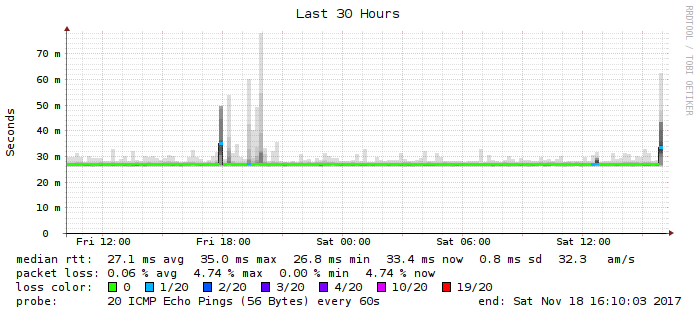 Last 30 Hours
RRDTOOL / TOBI OETIKER
Seconds
70 m
60 m
50 m
40 m
30 m
20 m
10 m
0
Fri 12:00 Fri 18:00 Sat 00:00 Sat 06:00 Sat 12:00
median rtt: 27.1 ms avg 35.0 ms max 26.8 ms min 33.4 ms now 0.8 ms sd 32.3 am/s
packet loss: 0.06 % avg 4.74 % max 0.00 % min 4.74 % now
loss color: 0 1/20 2/20 3/20 4/20 10/20 19/20
probe: 20 ICMP Echo Pings (56 Bytes) every 60s end: Sat Nov 18 16:10:03 2017